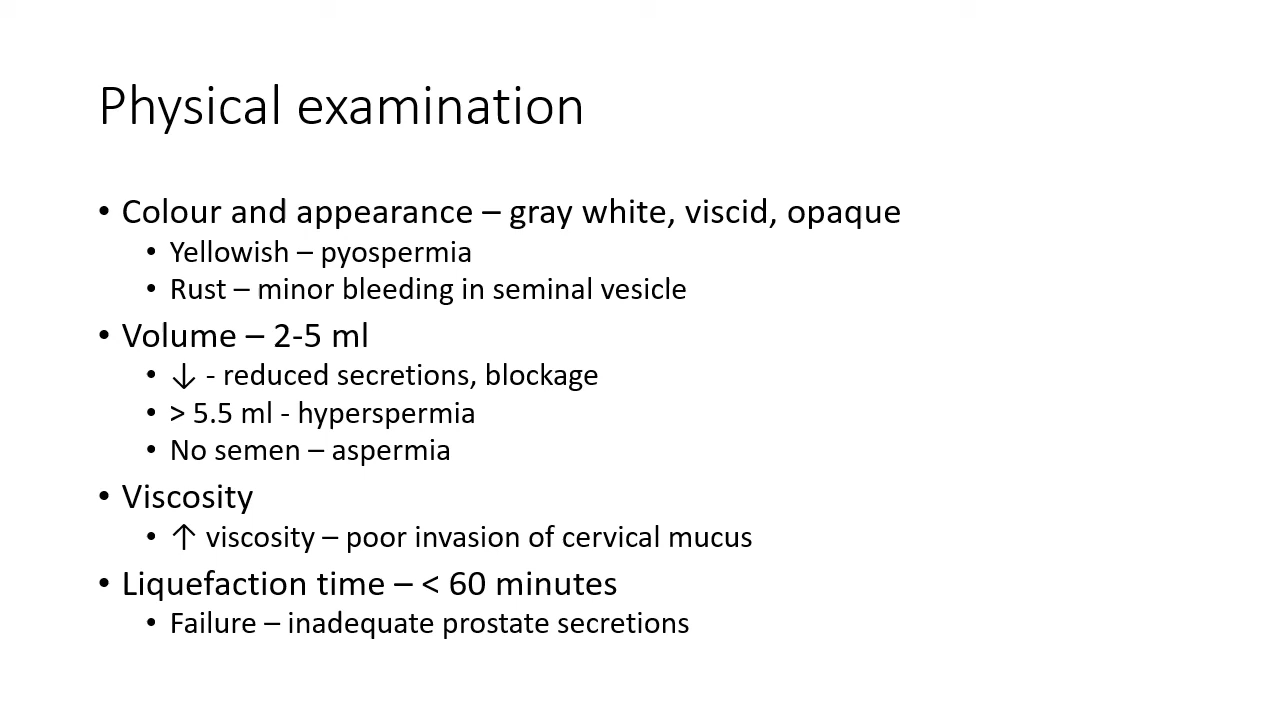 Physical examination
• Colour and appearance – gray white, viscid, opaque
• Yellowish – pyospermia
• Rust – minor bleeding in seminal vesicle
• Volume – 2-5 ml
• ↓ - reduced secretions, blockage
• > 5.5 ml - hyperspermia
• No semen – aspermia
• Viscosity
• ↑ viscosity – poor invasion of cervical mucus
• Liquefaction time – < 60 minutes
• Failure – inadequate prostate secretions